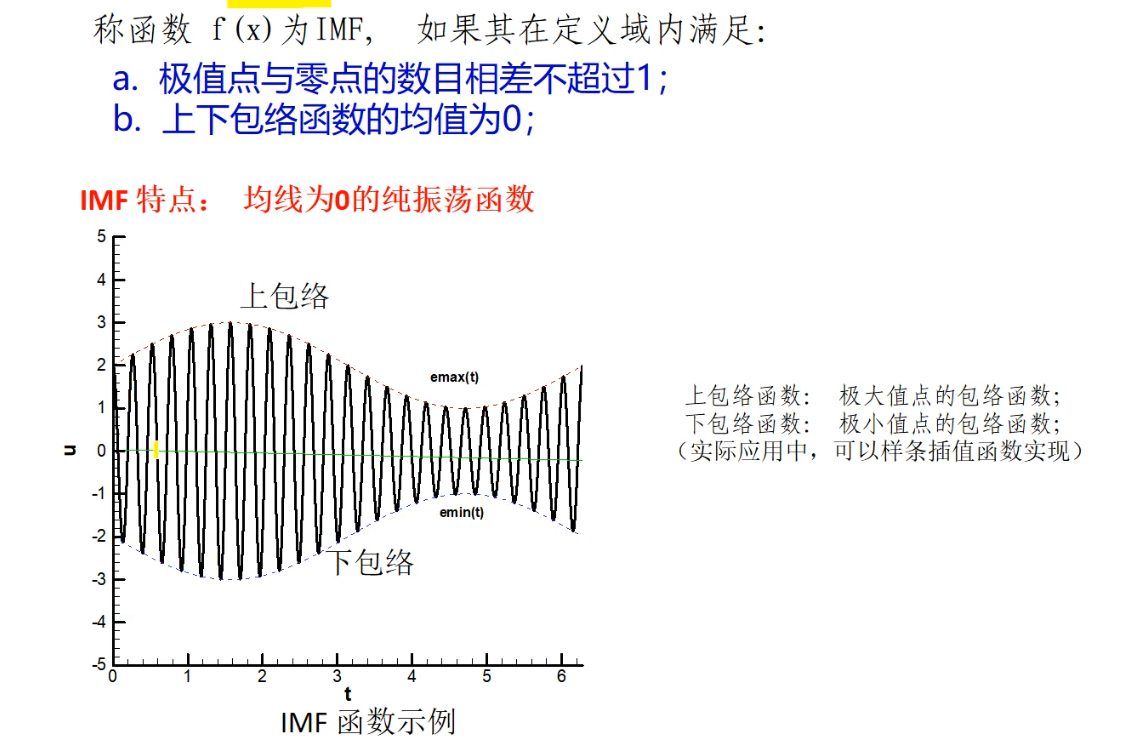 称函数 f(x)为IMF, 如果其在定义域内满足:
a. 极值点与零点的数目相差不超过1;
b. 上下包络函数的均值为0;
IMF 特点： 均线为0的纯振荡函数
5
4
3
2
1
0
-1
-2
-3
-4
-5
u
上包络
emax(t)
emin(t)
下包络
0 1 2 3 4 5 6
t
IMF 函数示例
上包络函数: 极大值点的包络函数;
下包络函数: 极小值点的包络函数;
（实际应用中，可以样条插值函数实现）